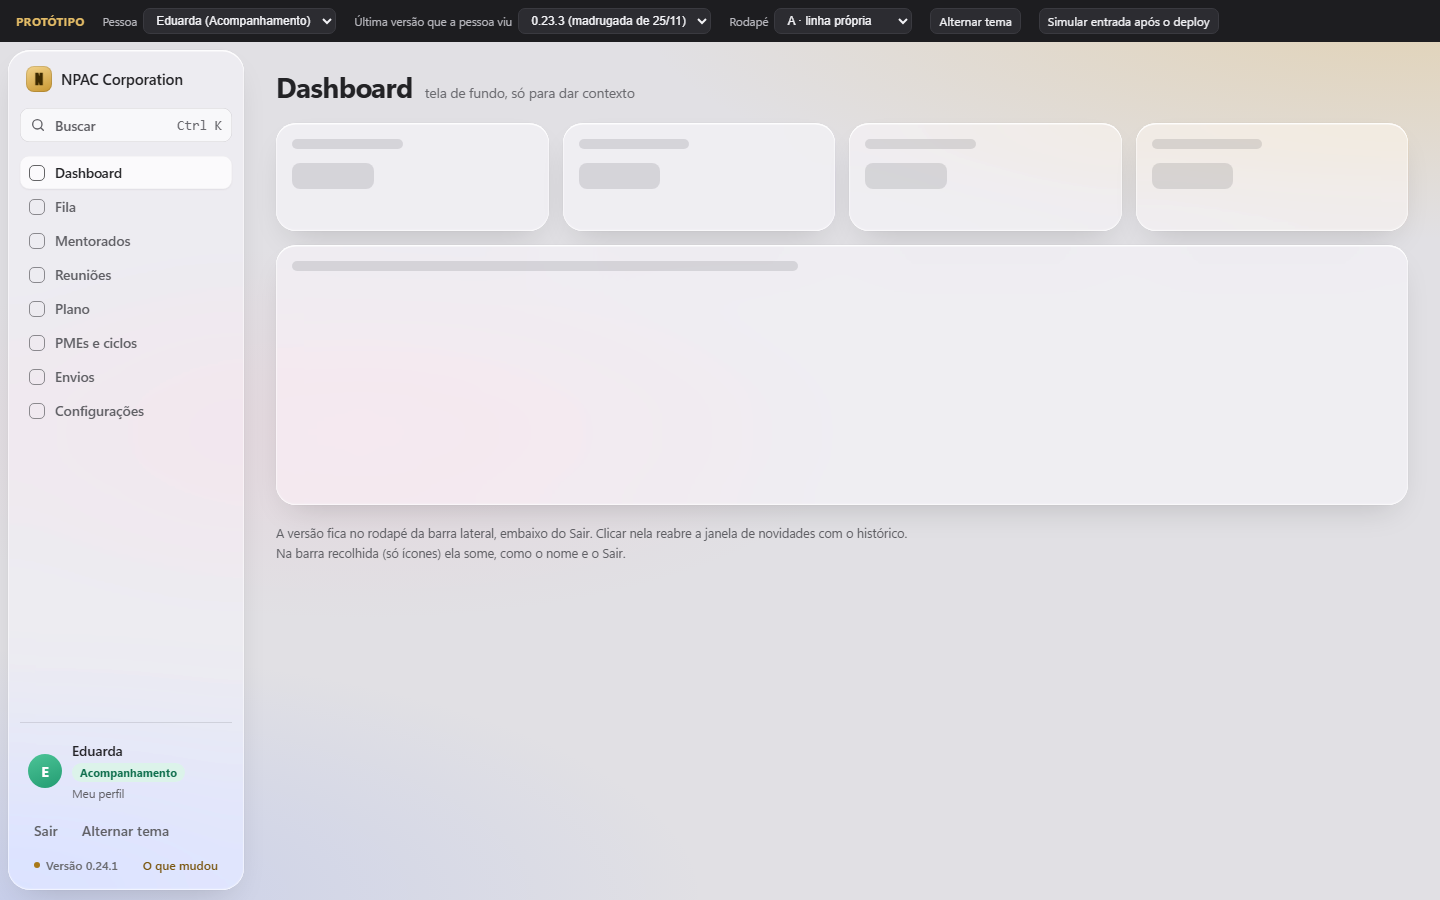 PROTÓTIPO Pessoa Eduarda (Acompanhamento) Última versão que a pessoa viu 0.23.3 (madrugada de 25/11) Rodapé A · linha própria Alternar tema Simular entrada após o deploy
N NPAC Corporation
Buscar Ctrl K
Dashboard
Fila
Mentorados
Reuniões
Plano
PMEs e ciclos
Envios
Configurações
E
Eduarda
Acompanhamento
Meu perfil
Sair Alternar tema
Versão 0.24.1 O que mudou
Dashboard tela de fundo, só para dar contexto
A versão fica no rodapé da barra lateral, embaixo do Sair. Clicar nela reabre a janela de novidades com o histórico.
Na barra recolhida (só ícones) ela some, como o nome e o Sair.